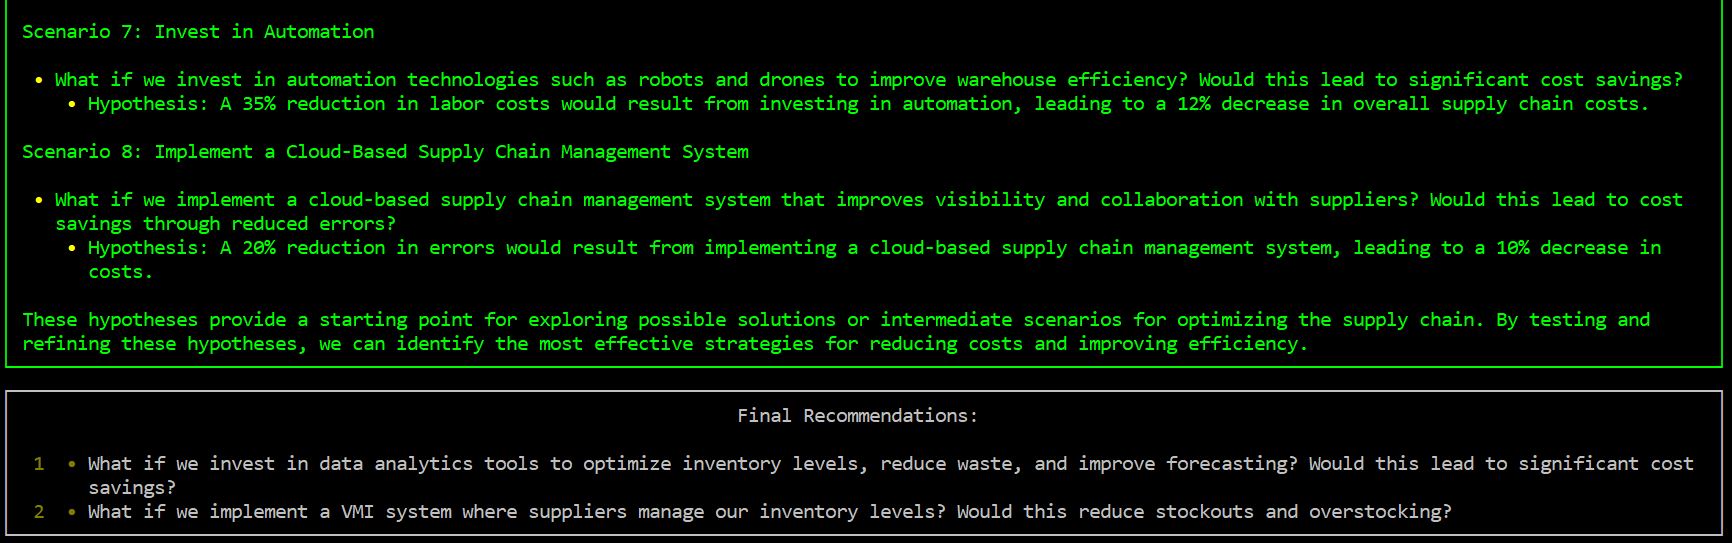 Scenario 7: Invest in Automation
• What if we invest in automation technologies such as robots and drones to improve warehouse efficiency? Would this lead to significant cost savings?
• Hypothesis: A 35% reduction in labor costs would result from investing in automation, leading to a 12% decrease in overall supply chain costs.
Scenario 8: Implement a Cloud-Based Supply Chain Management System
• What if we implement a cloud-based supply chain management system that improves visibility and collaboration with suppliers? Would this lead to cost
savings through reduced errors?
• Hypothesis: A 20% reduction in errors would result from implementing a cloud-based supply chain management system, leading to a 10% decrease in
costs.
These hypotheses provide a starting point for exploring possible solutions or intermediate scenarios for optimizing the supply chain. By testing and
refining these hypotheses, we can identify the most effective strategies for reducing costs and improving efficiency.
Final Recommendations:
1 • What if we invest in data analytics tools to optimize inventory levels, reduce waste, and improve forecasting? Would this lead to significant cost
savings?
2 • What if we implement a VMI system where suppliers manage our inventory levels? Would this reduce stockouts and overstocking?